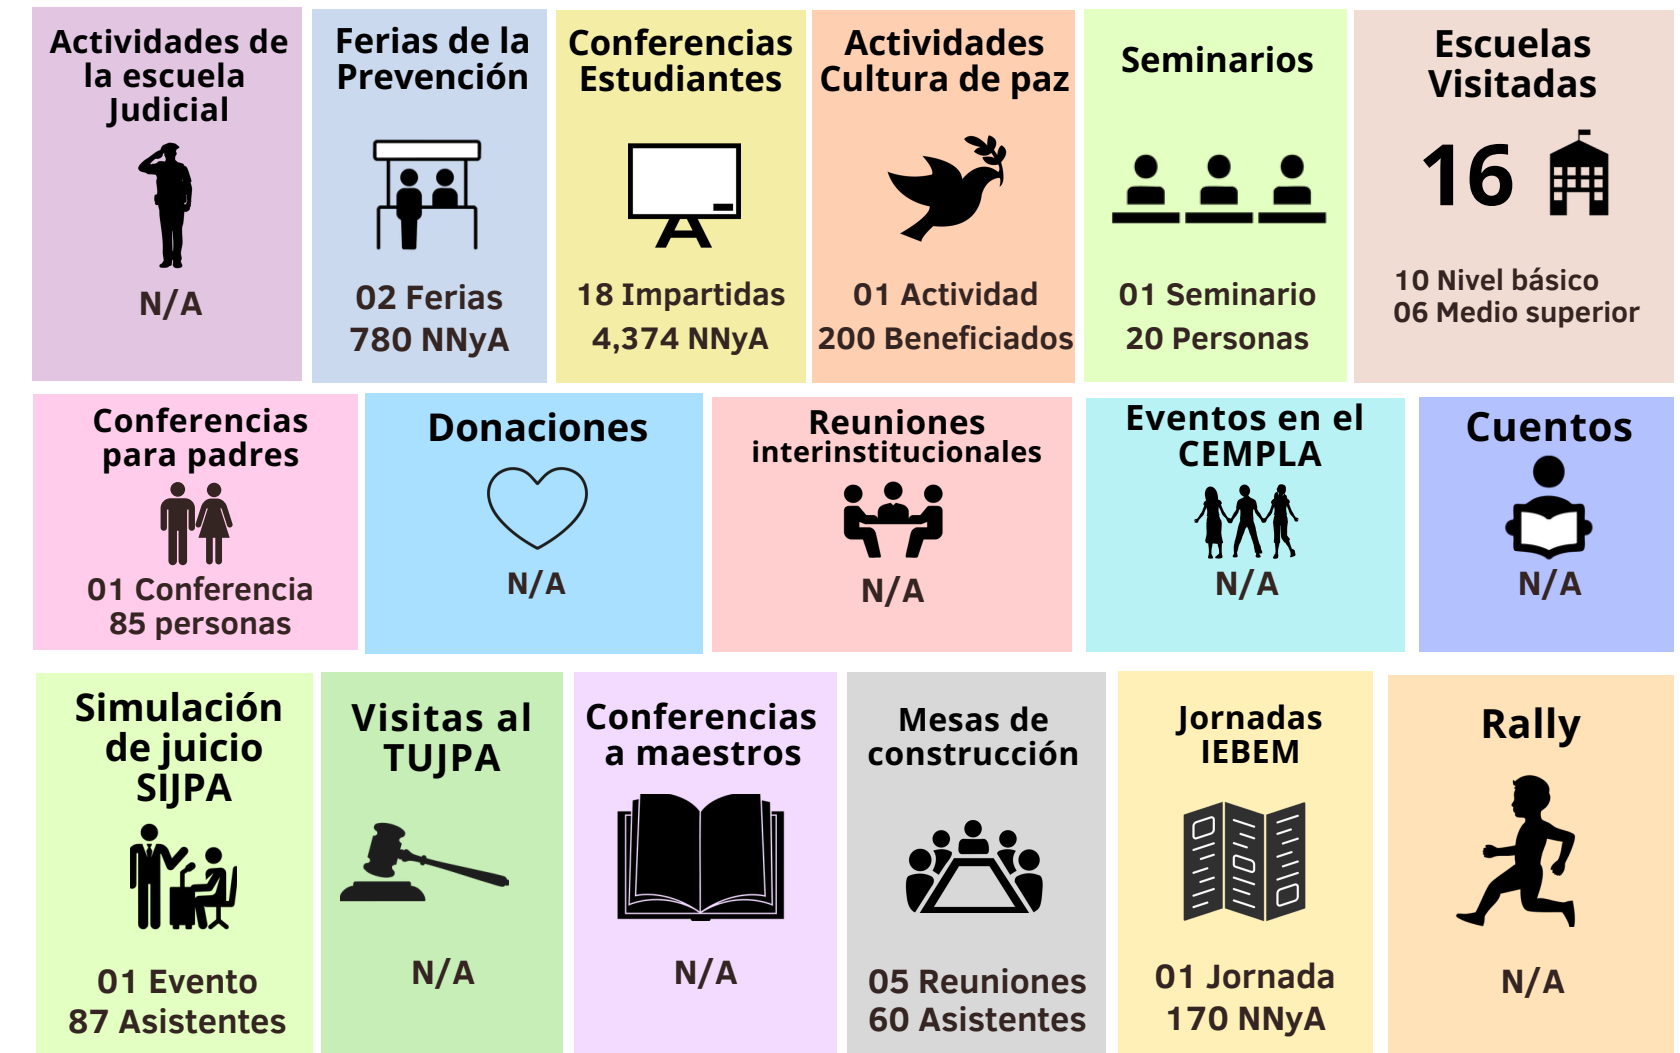 Actividades de
la escuela
Judicial
N/A
Ferias de la
Prevención
02 Ferias
780 NNyA
Conferencias
Estudiantes
18 Impartidas
4,374 NNyA
Actividades
Cultura de paz
01 Actividad
200 Beneficiados
Seminarios
01 Seminario
20 Personas
Escuelas
Visitadas
16
10 Nivel básico
06 Medio superior
Conferencias
para padres
01 Conferencia
85 personas
Donaciones
N/A
Reuniones
interinstitucionales
N/A
Eventos en el
CEMPLA
N/A
Cuentos
N/A
Simulación
de juicio
SIJPA
01 Evento
87 Asistentes
Visitas al
TUJPA
N/A
Conferencias
a maestros
N/A
Mesas de
construcción
05 Reuniones
60 Asistentes
Jornadas
IEBEM
01 Jornada
170 NNyA
Rally
N/A